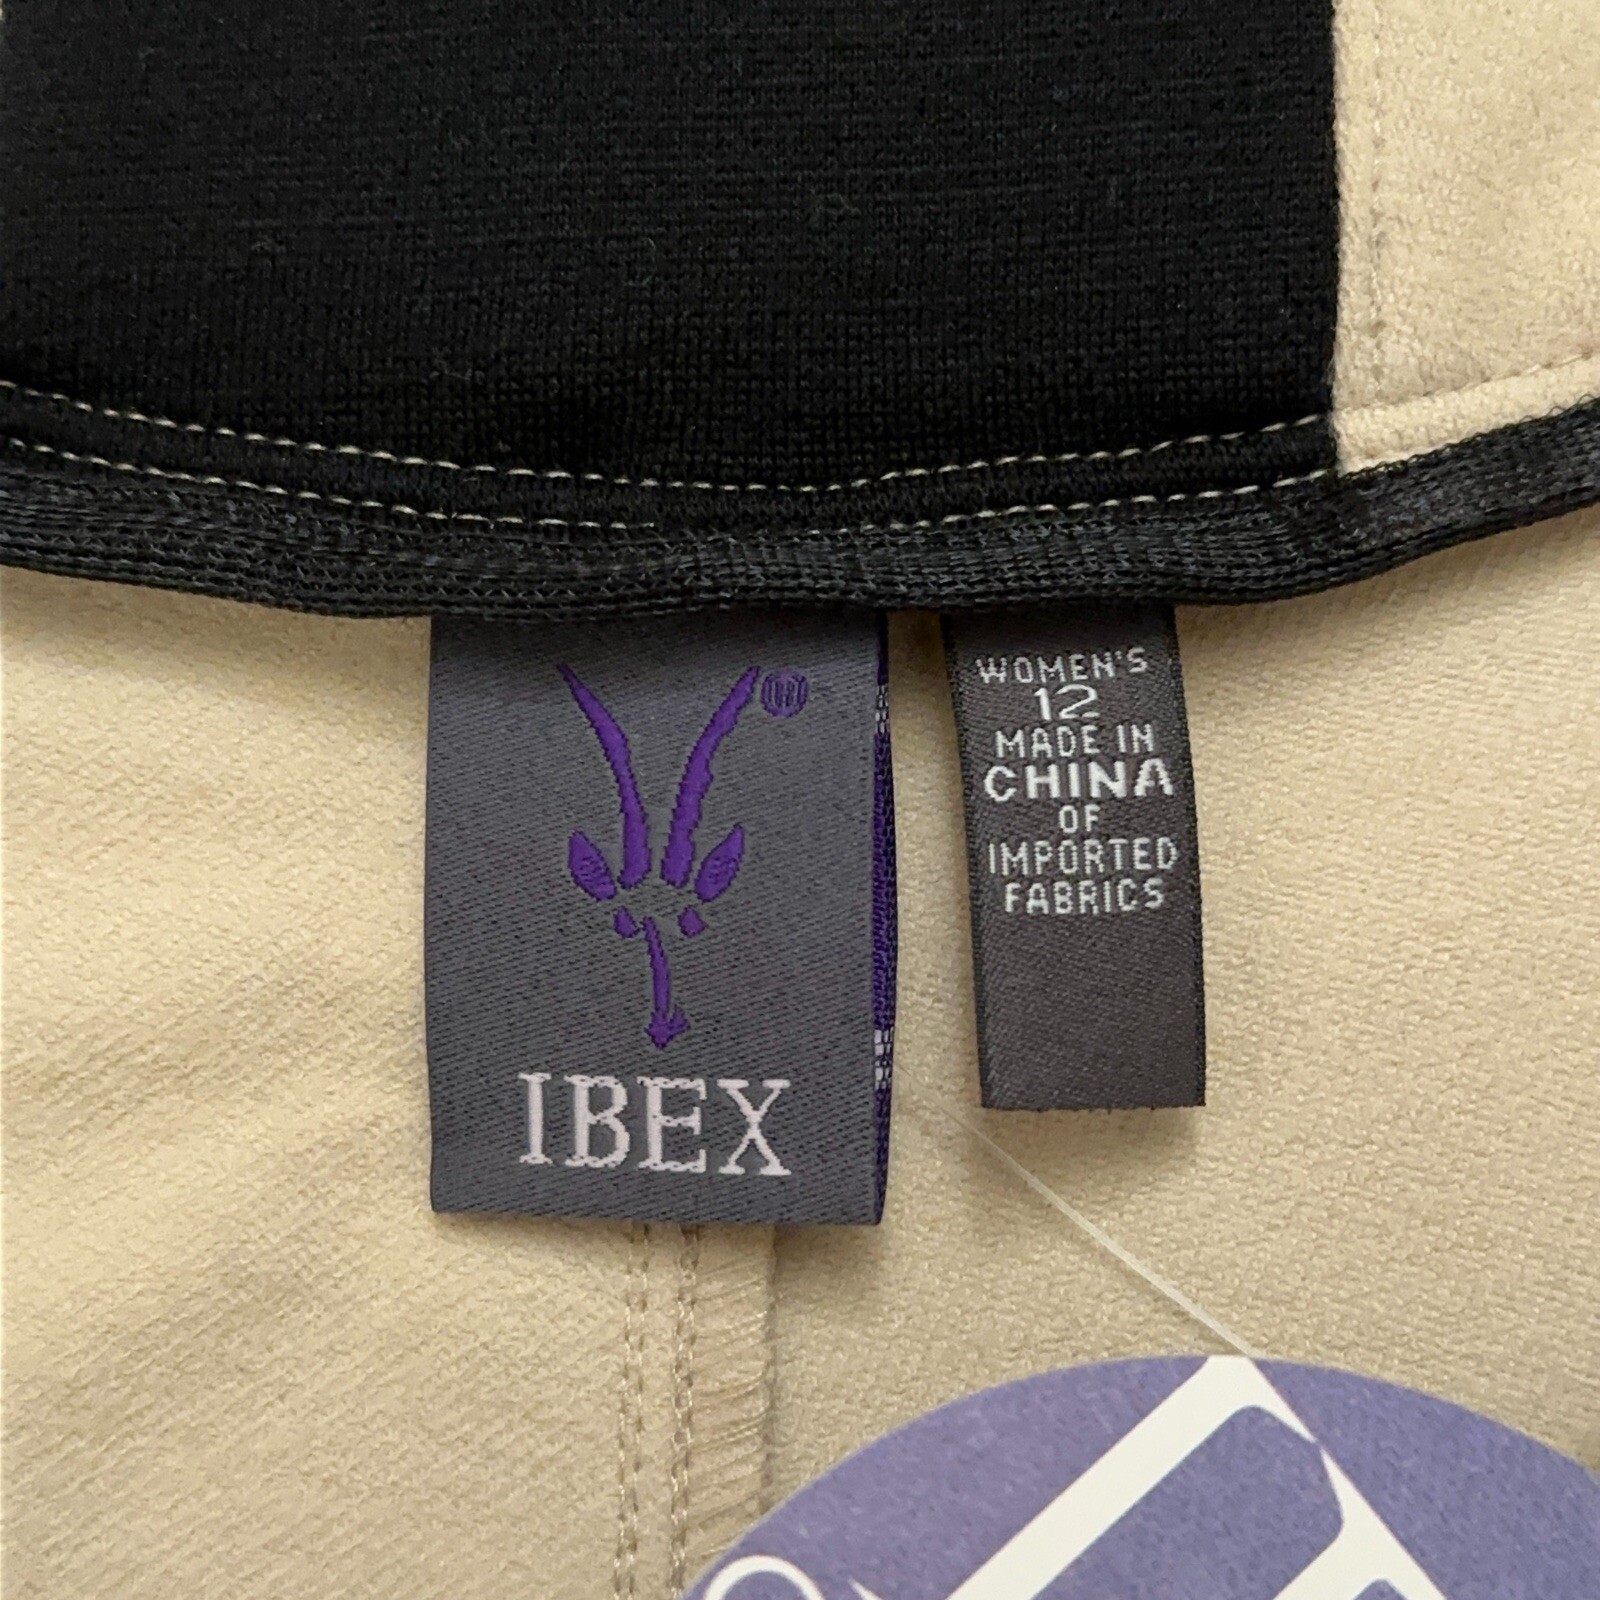 ®
IBEX
WOMEN'S
12
MADE IN
CHINA
OF
IMPORTED
FABRICS